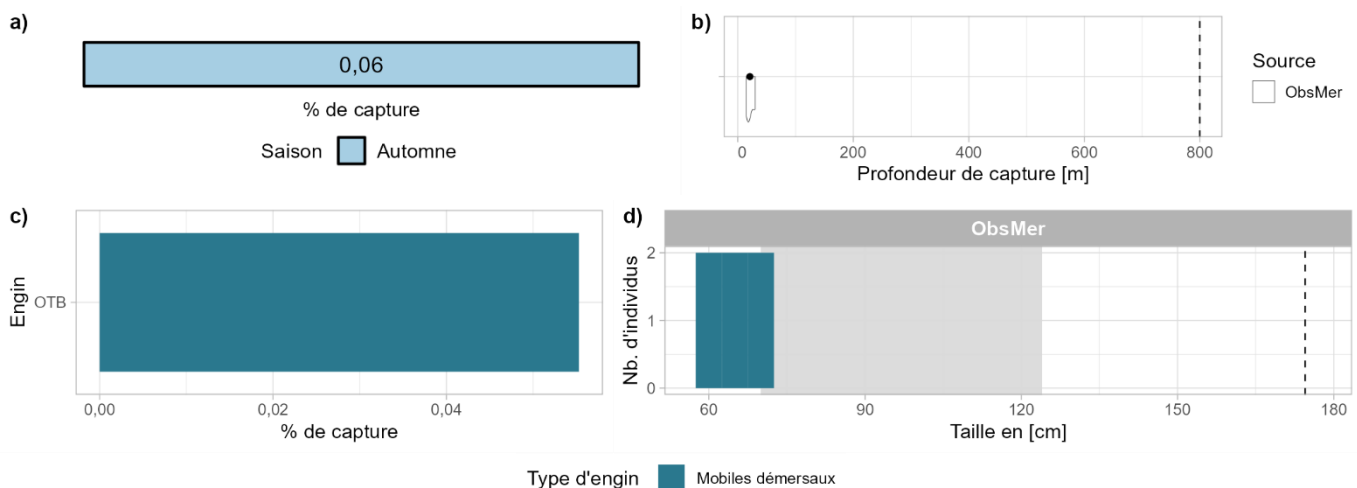 a)
0,06
% de capture
Saison Automne
b)
0 200 400 600 800
Profondeur de capture [m]
Source
ObsMer
c)
Engin
OTB
0,00 0,02 0,04
% de capture
d)
ObsMer
Nb. d'individus
2
1
0
60 90 120 150 180
Taille en [cm]
Type d'engin Mobiles démersaux